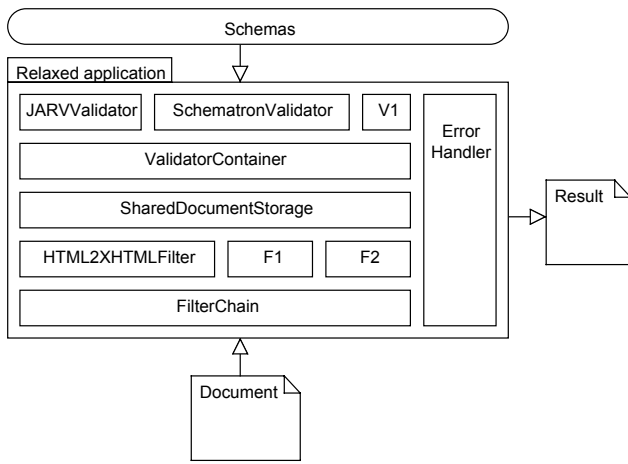 Schemas
Relaxed application
JARVValidator
SchematronValidator
V1
Error
Handler
ValidatorContainer
SharedDocumentStorage
Result
HTML2XHTMLFilter
F1
F2
FilterChain
Document